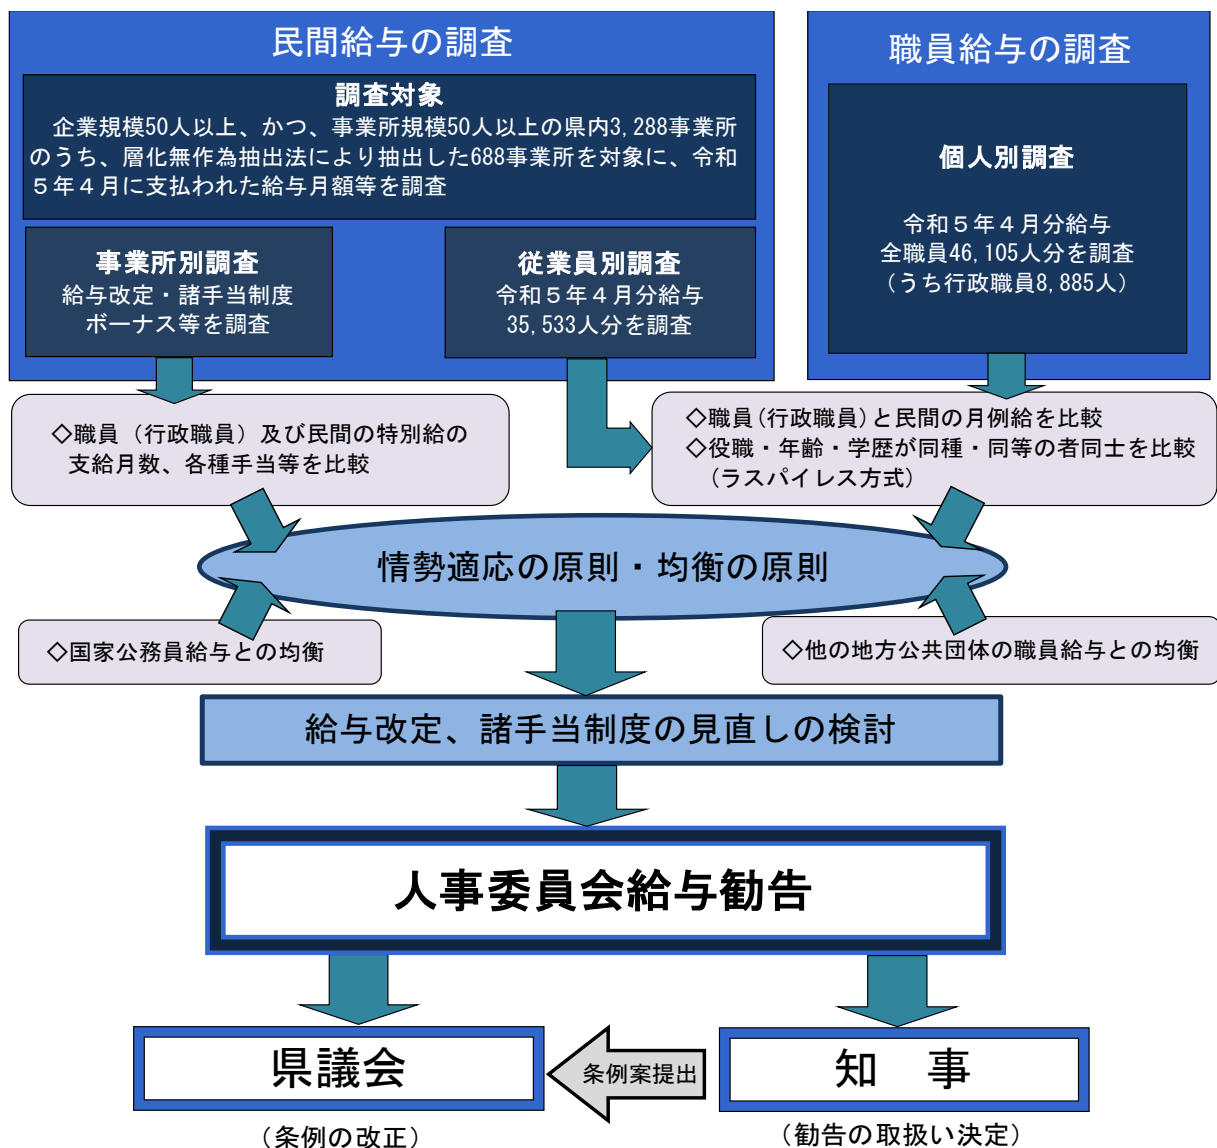 民間給与の調査
調査対象
企業規模50人以上、かつ、事業所規模50人以上の県内3,288事業所
のうち、層化無作為抽出法により抽出した688事業所を対象に、令和
５年４月に支払われた給与月額等を調査
事業所別調査
給与改定・諸手当制度
ボーナス等を調査
従業員別調査
令和５年４月分給与
35,533人分を調査
職員給与の調査
個人別調査
令和５年４月分給与
全職員46,105人分を調査
（うち行政職員8,885人）
◇職員（行政職員）及び民間の特別給の
支給月数、各種手当等を比較
◇職員(行政職員)と民間の月例給を比較
◇役職・年齢・学歴が同種・同等の者同士を比較
（ラスパイレス方式）
情勢適応の原則・均衡の原則
◇国家公務員給与との均衡
◇他の地方公共団体の職員給与との均衡
給与改定、諸手当制度の見直しの検討
人事委員会給与勧告
県議会
条例案提出
知　事
（条例の改正）
（勧告の取扱い決定）